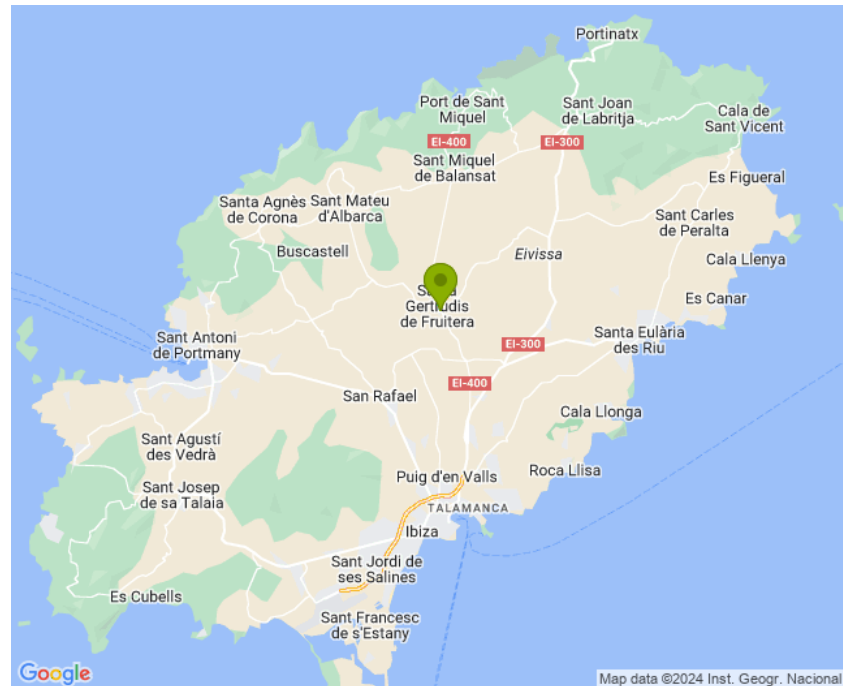 Portinatx
Port de Sant
Miquel
Sant Joan
de Labritja
Cala de
Sant Vicent
EI-400
EI-300
Sant Miquel
de Balansat
Es Figueral
Santa Agnès
de Corona
Sant Mateu
d'Albarca
Sant Carles
de Peralta
Buscastell
Eivissa
Cala Llenya
Gertrudis
de Fruitera
Es Canar
Sant Antoni
de Portmany
Santa Eulària
des Riu
EI-300
EI-400
San Rafael
Cala Llonga
Sant Agustí
des Vedrà
Roca Llisa
Puig d'en Valls
Sant Josep
de sa Talaia
TALAMANCA
Ibiza
Sant Jordi de
ses Salines
Es Cubells
Sant Francesc
de s'Estany
Google
Map data ©2024 Inst. Geogr. Nacional